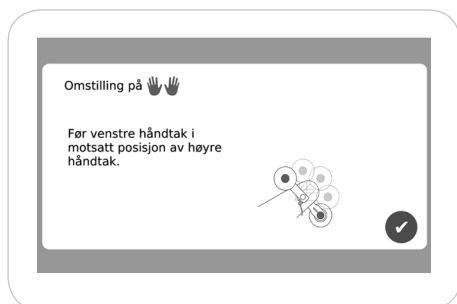 Omstilling på
Før venstre håndtak i
motsatt posisjon av høyre
håndtak.